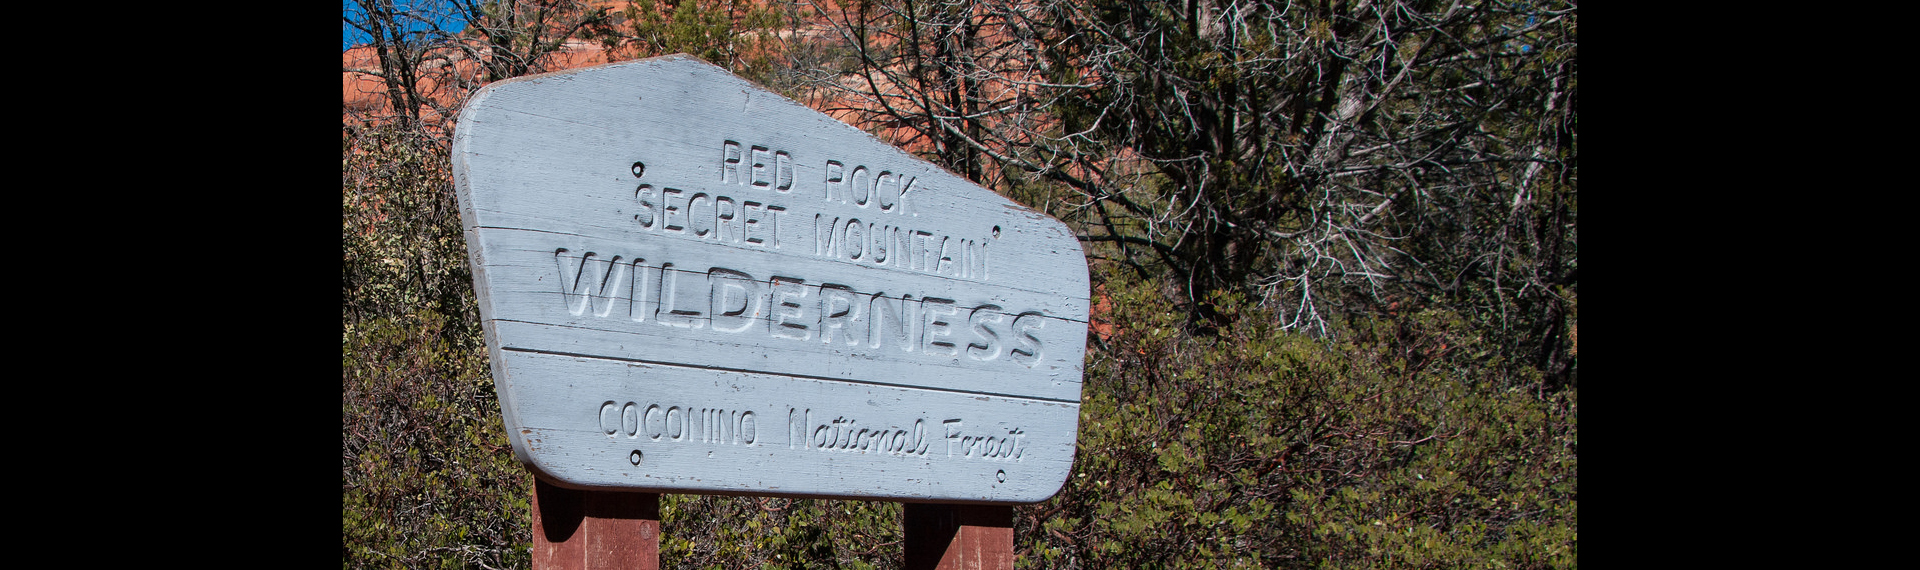 RED ROCK
SECRET MOUNTAIN
WILDERNESS
COCONINO National Forest